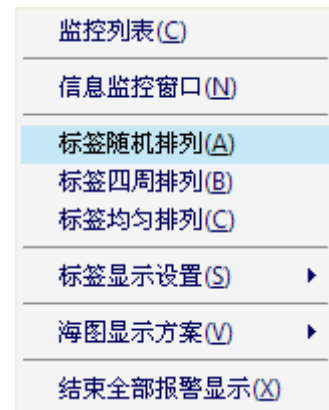 监控列表(C)
信息监控窗口(N)
标签随机排列(A)
标签四周排列(B)
标签均匀排列(C)
标签显示设置(S)
海图显示方案(V)
结束全部报警显示(X)